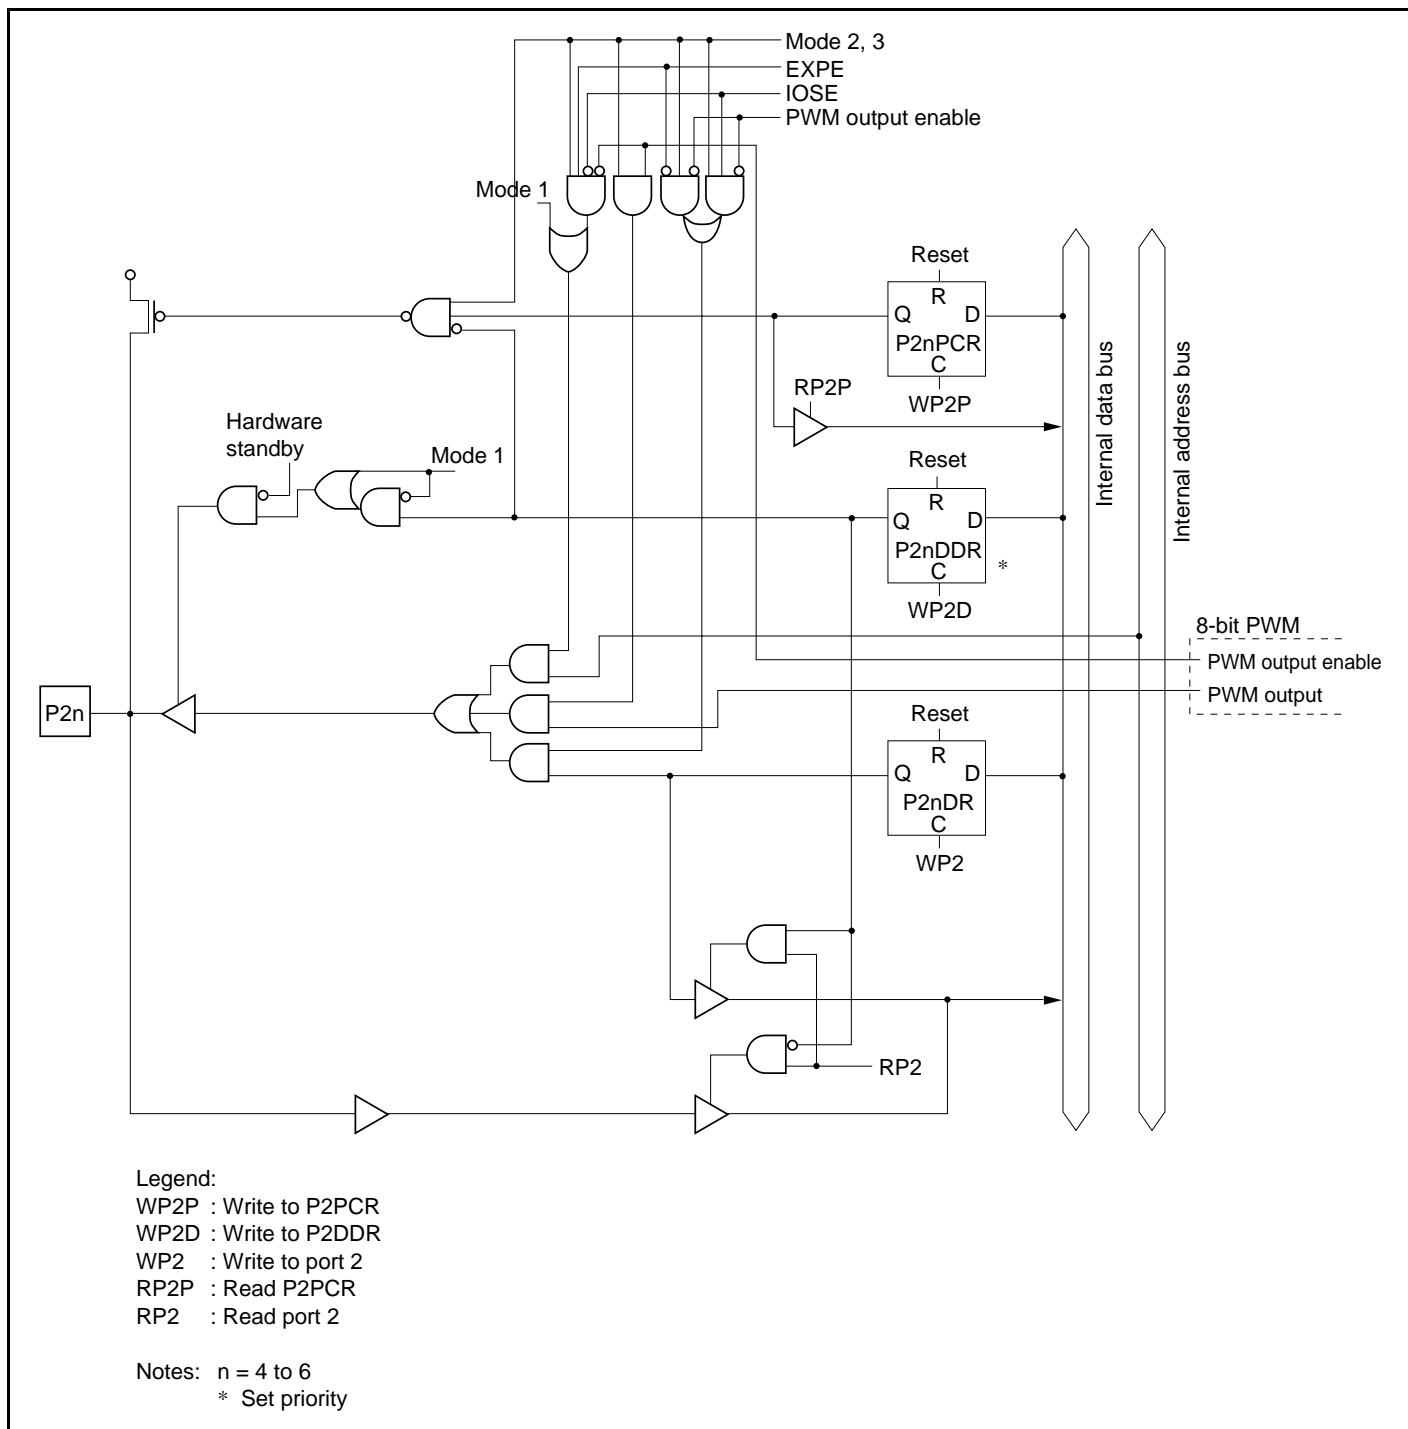 Mode 2, 3
EXPE
IOSE
PWM output enable
Mode 1
Reset
R
Q D
P2nPCR
C
WP2P
RP2P
Hardware
standby
Mode 1
Reset
R
Q D
P2nDDR
C
*
WP2D
Internal data bus
Internal address bus
8-bit PWM
PWM output enable
PWM output
P2n
Reset
R
Q D
P2nDR
C
WP2
RP2
Legend:
WP2P : Write to P2PCR
WP2D : Write to P2DDR
WP2 : Write to port 2
RP2P : Read P2PCR
RP2 : Read port 2
Notes: n = 4 to 6
* Set priority